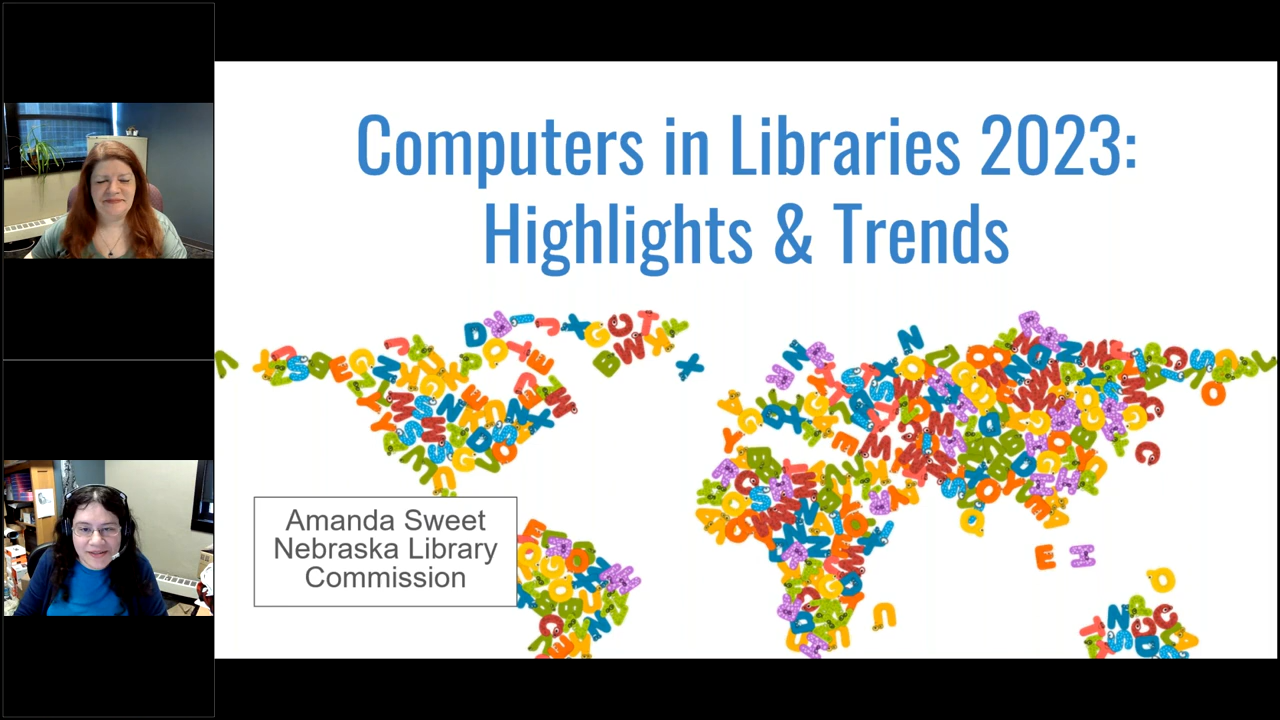 Computers in Libraries 2023:
Highlights & Trends
Amanda Sweet
Nebraska Library
Commission